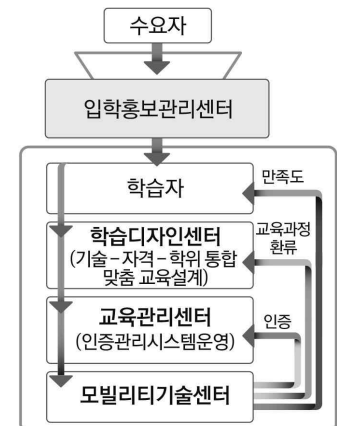 수요자
입학홍보관리센터
학습자
만족도
학습디자인센터
(기술–자격–학위 통합
맞춤 교육설계)
교육과정
환류
교육관리센터
(인증관리시스템운영)
인증
모빌리티기술센터